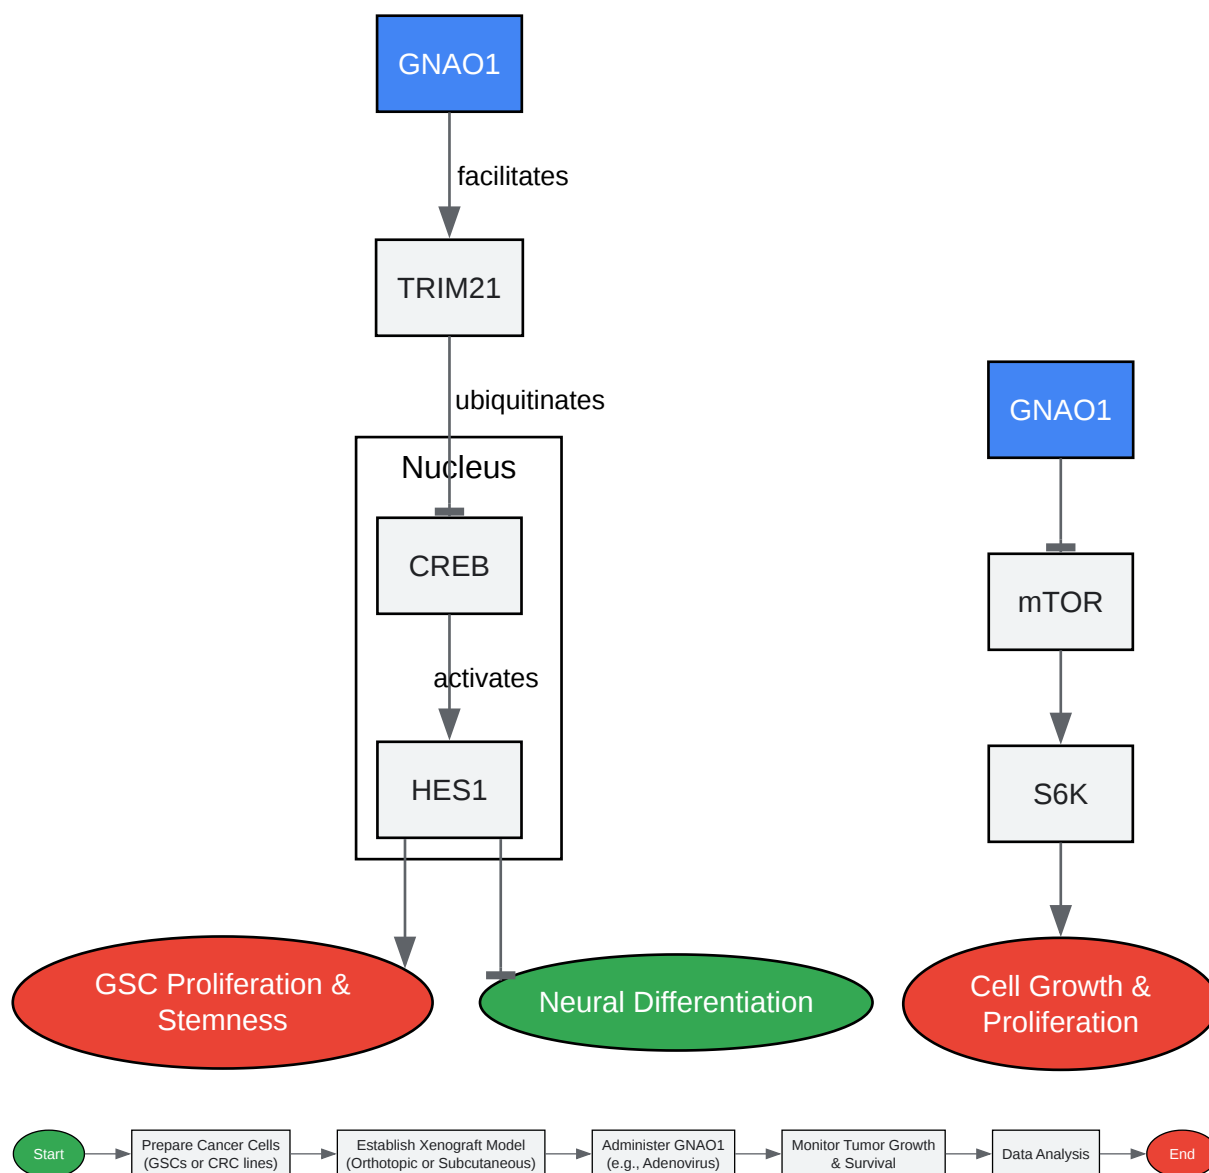 GNAO1
facilitates
TRIM21
ubiquitinates
Nucleus
CREB
activates
HES1
GSC Proliferation &
Stemness
Neural Differentiation
GNAO1
mTOR
S6K
Cell Growth &
Proliferation
Start
Prepare Cancer Cells
(GSCs or CRC lines)
Establish Xenograft Model
(Orthotopic or Subcutaneous)
Administer GNAO1
(e.g., Adenovirus)
Monitor Tumor Growth
& Survival
Data Analysis
End